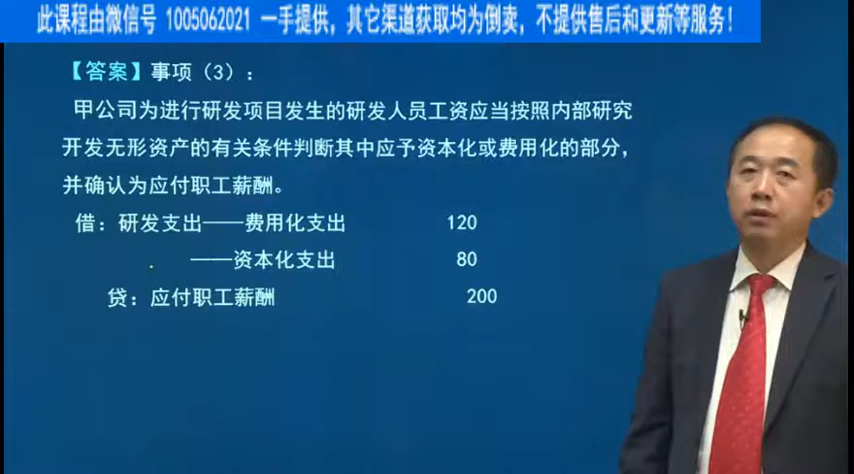 此课程由微信号 1005062021 一手提供，其它渠道获取均为倒卖，不提供售后和更新等服务！
【答案】事项（3）：
甲公司为进行研发项目发生的研发人员工资应当按照内部研究
开发无形资产的有关条件判断其中应予资本化或费用化的部分，
并确认为应付职工薪酬。
借：研发支出——费用化支出 120
——资本化支出 80
贷：应付职工薪酬 200